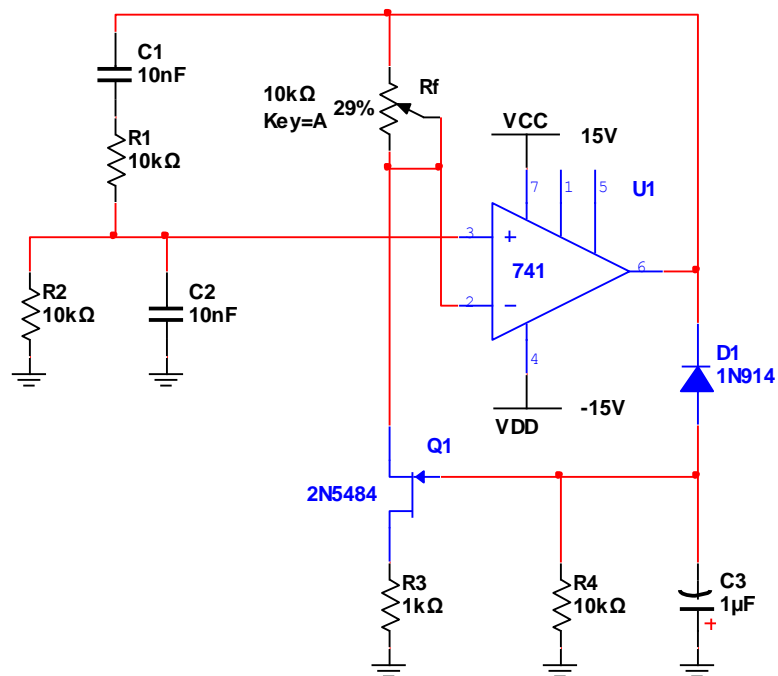 C1
10nF
R1
10kΩ
10kΩ
Key=A
29%
Rf
VCC
15V
7
1
5
U1
3
+
741
6
2
−
4
VDD
-15V
R2
10kΩ
C2
10nF
D1
1N914
Q1
2N5484
R3
1kΩ
R4
10kΩ
C3
1µF
+